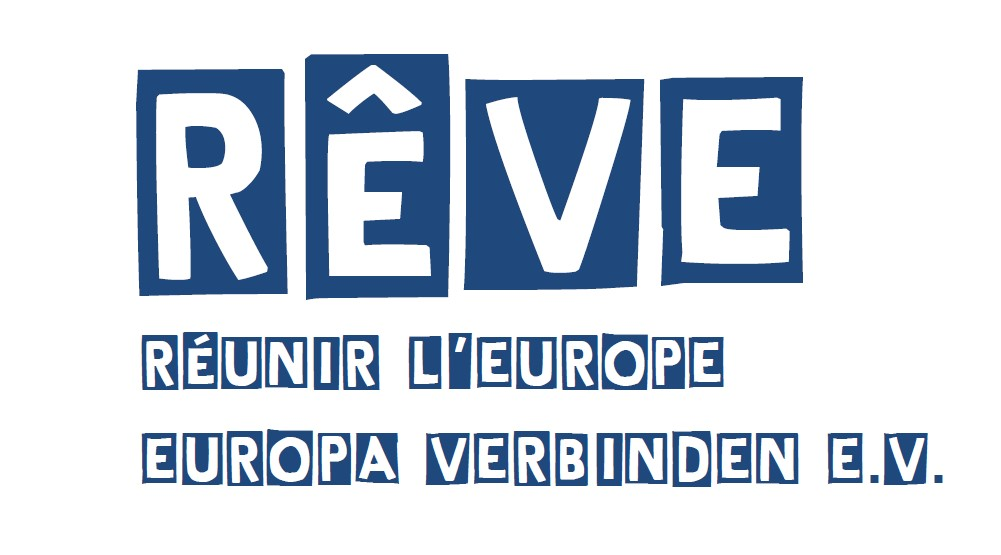 RÊVE
RÉUNIR L'EUROPE
EUROPA VERBINDEN E.V.